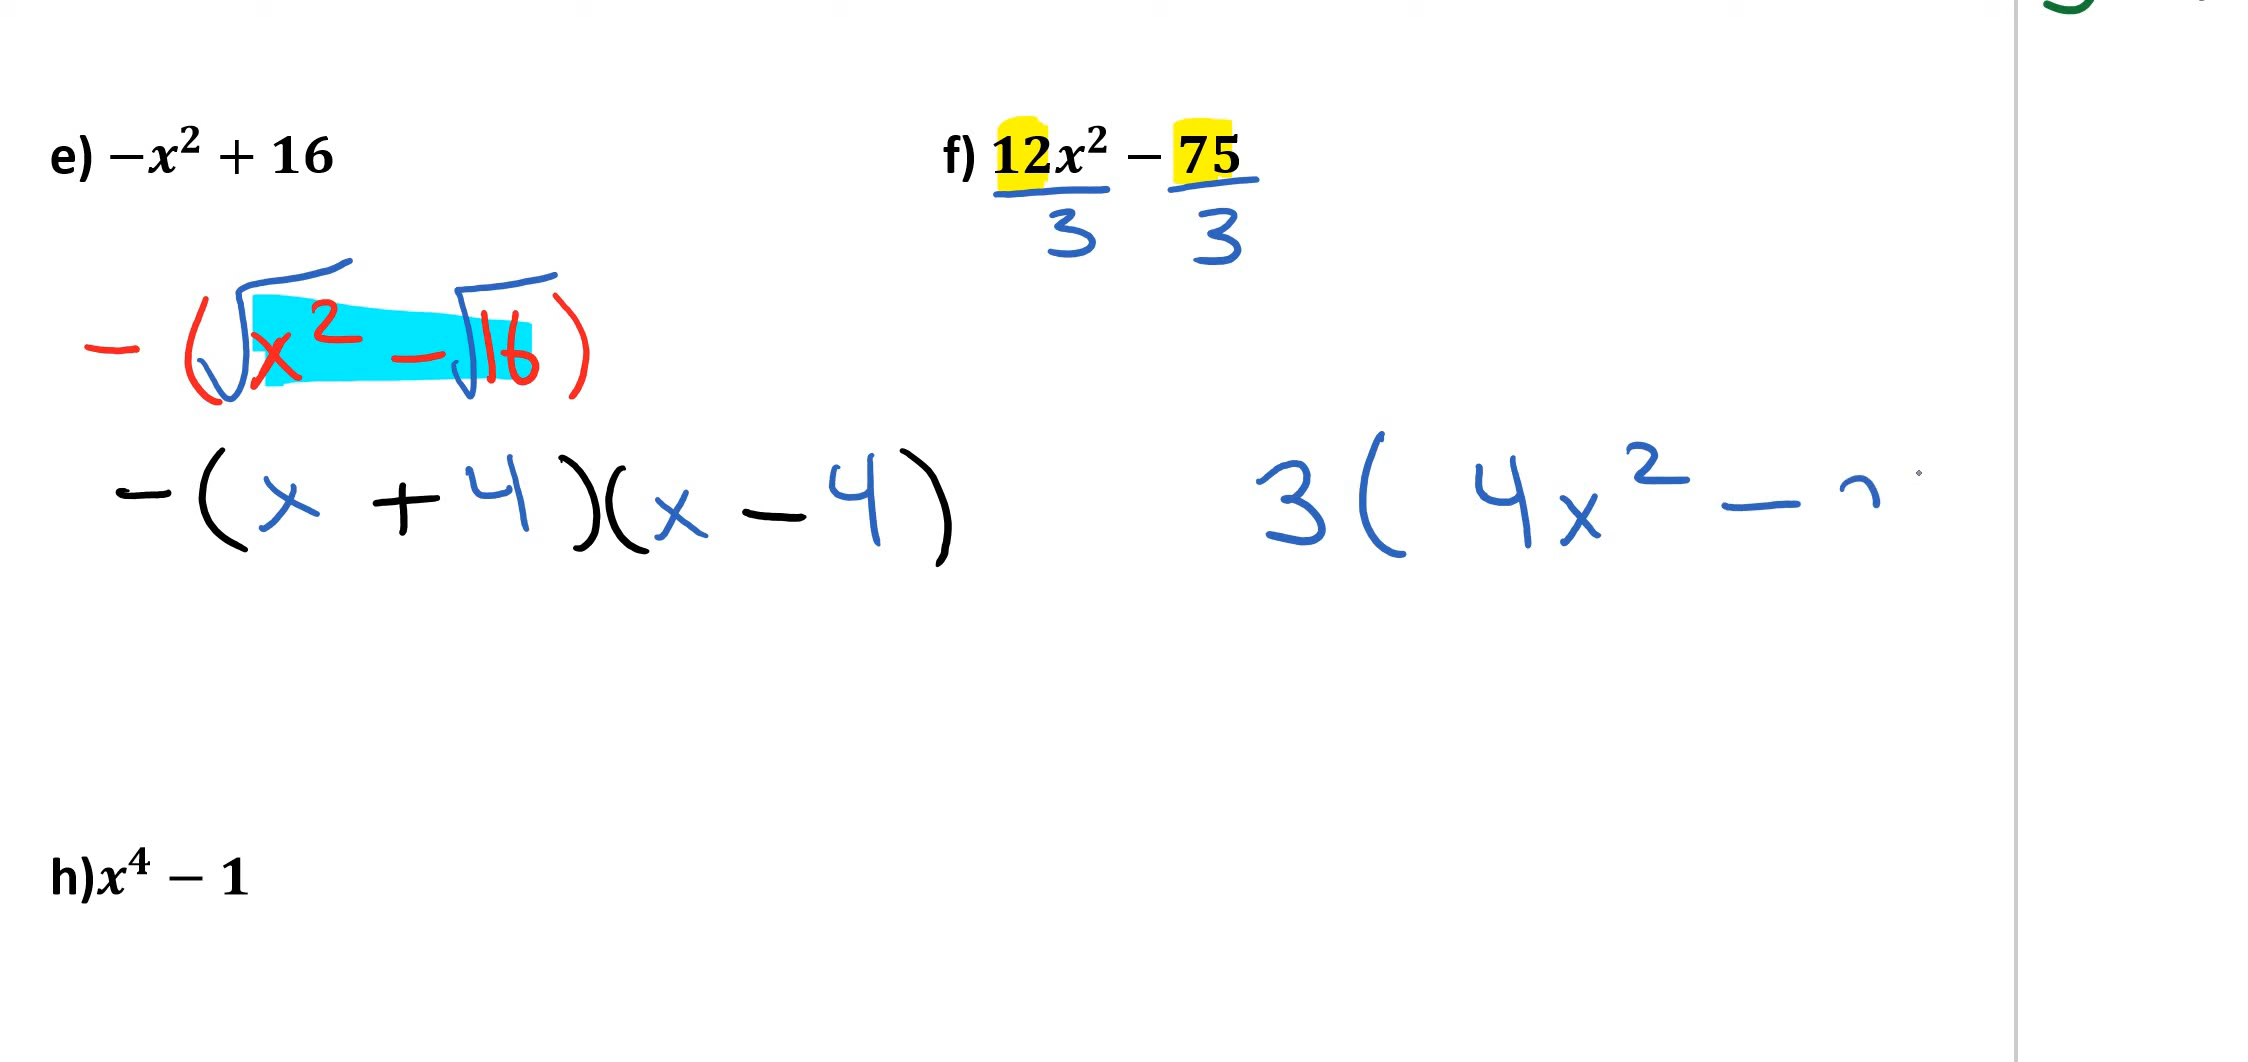 e) −x² + 16
f) 12x² − 75
3 3
− (√x² − √16)
−(x + 4)(x − 4)
3( 4x² −
h)x⁴ − 1